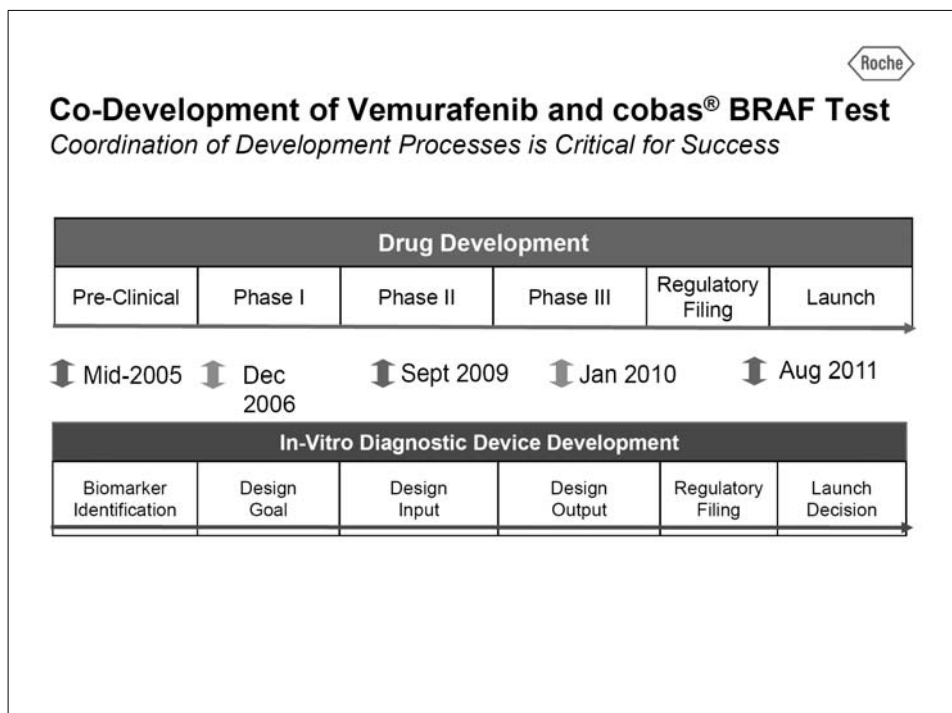 Roche
Co-Development of Vemurafenib and cobas® BRAF Test
Coordination of Development Processes is Critical for Success
Drug Development
Pre-Clinical
Phase I
Phase II
Phase III
Regulatory
Filing
Launch
Mid-2005
Dec
2006
Sept 2009
Jan 2010
Aug 2011
In-Vitro Diagnostic Device Development
Biomarker
Identification
Design
Goal
Design
Input
Design
Output
Regulatory
Filing
Launch
Decision